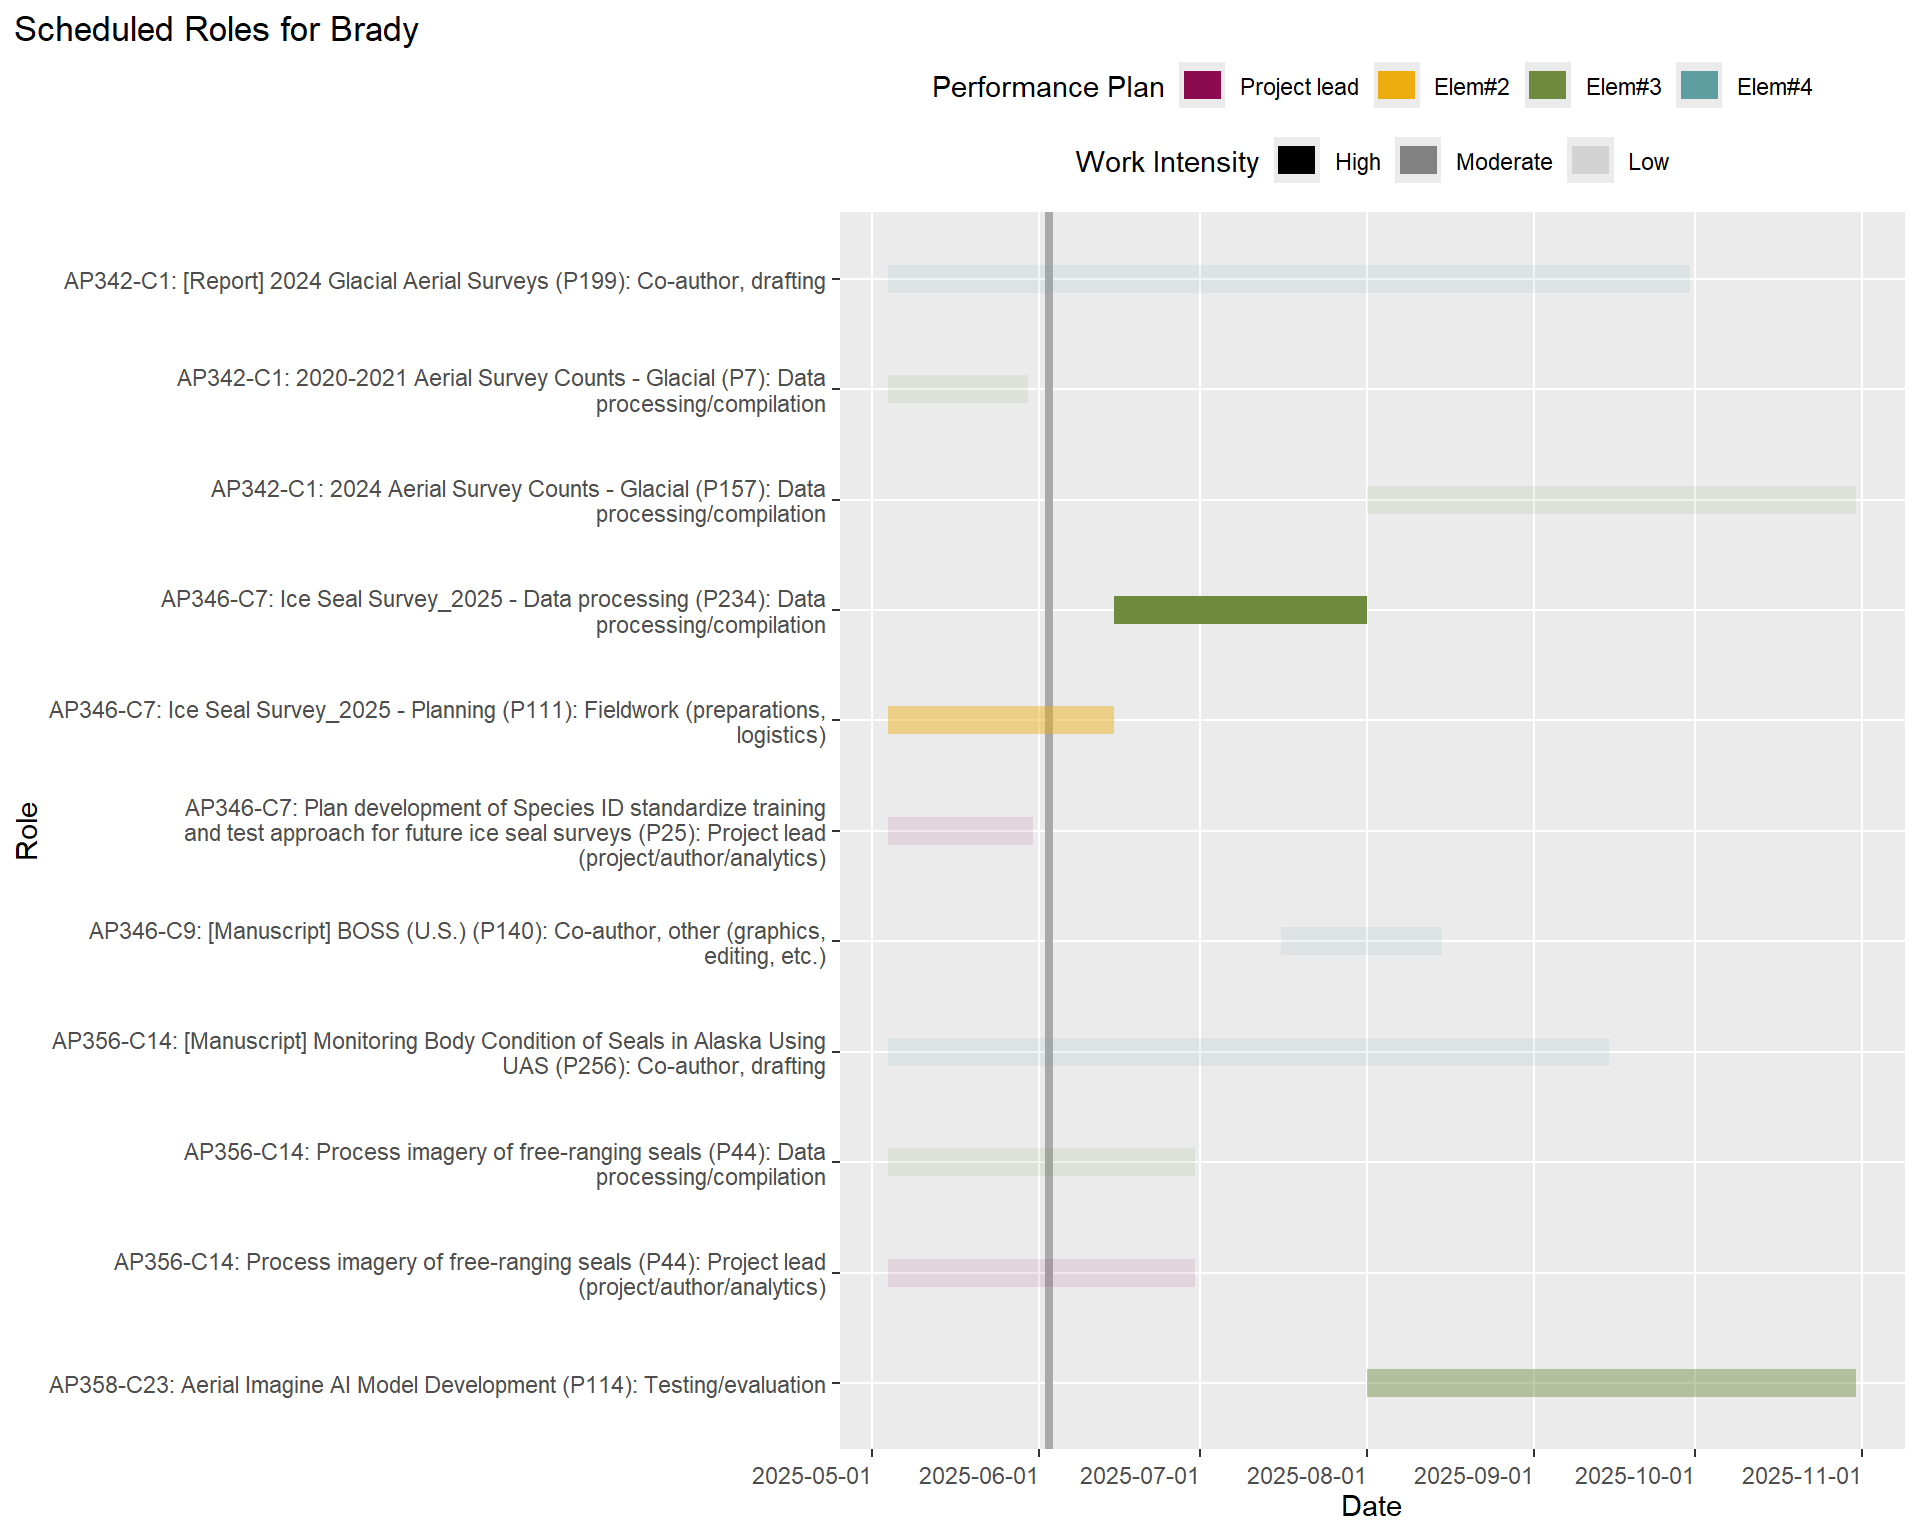 Scheduled Roles for Brady
Performance Plan Project lead Elem#2 Elem#3 Elem#4
Work Intensity High Moderate Low
AP342-C1: [Report] 2024 Glacial Aerial Surveys (P199): Co-author, drafting
AP342-C1: 2020-2021 Aerial Survey Counts - Glacial (P7): Data
processing/compilation
AP342-C1: 2024 Aerial Survey Counts - Glacial (P157): Data
processing/compilation
AP346-C7: Ice Seal Survey_2025 - Data processing (P234): Data
processing/compilation
AP346-C7: Ice Seal Survey_2025 - Planning (P111): Fieldwork (preparations,
logistics)
AP346-C7: Plan development of Species ID standardize training
and test approach for future ice seal surveys (P25): Project lead
(project/author/analytics)
AP346-C9: [Manuscript] BOSS (U.S.) (P140): Co-author, other (graphics,
editing, etc.)
AP356-C14: [Manuscript] Monitoring Body Condition of Seals in Alaska Using
UAS (P256): Co-author, drafting
AP356-C14: Process imagery of free-ranging seals (P44): Data
processing/compilation
AP356-C14: Process imagery of free-ranging seals (P44): Project lead
(project/author/analytics)
AP358-C23: Aerial Imagine AI Model Development (P114): Testing/evaluation
Role
2025-05-01 2025-06-01 2025-07-01 2025-08-01 2025-09-01 2025-10-01 2025-11-01
Date